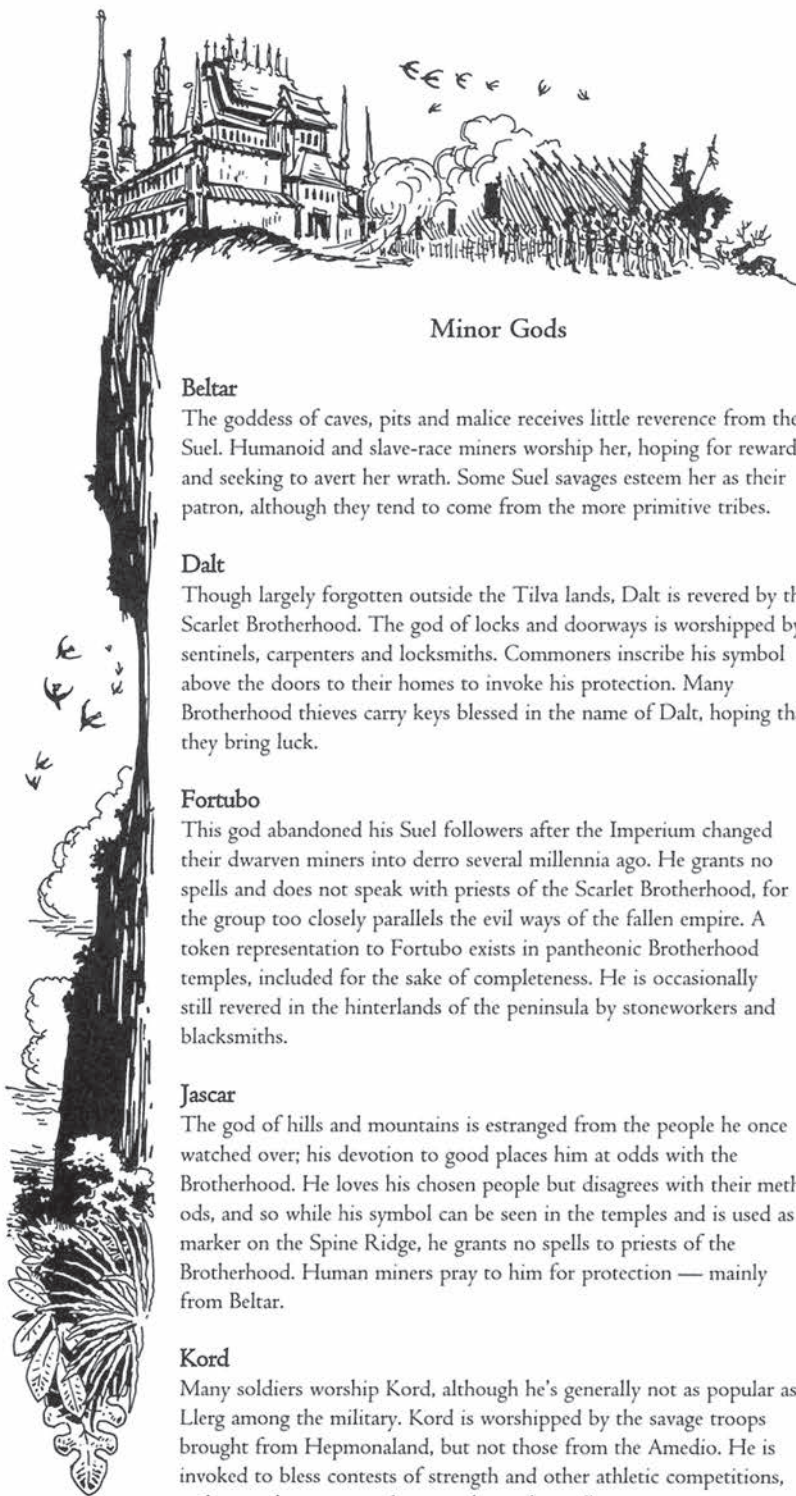 Minor Gods
Beltar
The goddess of caves, pits and malice receives little reverence from the
Suel. Humanoid and slave-race miners worship her, hoping for reward
and seeking to avert her wrath. Some Suel savages esteem her as their
patron, although they tend to come from the more primitive tribes.
Dalt
Though largely forgotten outside the Tilva lands, Dalt is revered by th
Scarlet Brotherhood. The god of locks and doorways is worshipped by
sentinels, carpenters and locksmiths. Commoners inscribe his symbol
above the doors to their homes to invoke his protection. Many
Brotherhood thieves carry keys blessed in the name of Dalt, hoping tha
they bring luck.
Fortubo
This god abandoned his Suel followers after the Imperium changed
their dwarven miners into derro several millennia ago. He grants no
spells and does not speak with priests of the Scarlet Brotherhood, for
the group too closely parallels the evil ways of the fallen empire. A
token representation to Fortubo exists in pantheonic Brotherhood
temples, included for the sake of completeness. He is occasionally
still revered in the hinterlands of the peninsula by stoneworkers and
blacksmiths.
Jascar
The god of hills and mountains is estranged from the people he once
watched over; his devotion to good places him at odds with the
Brotherhood. He loves his chosen people but disagrees with their meth
ods, and so while his symbol can be seen in the temples and is used as
marker on the Spine Ridge, he grants no spells to priests of the
Brotherhood. Human miners pray to him for protection — mainly
from Beltar.
Kord
Many soldiers worship Kord, although he's generally not as popular as
Llerg among the military. Kord is worshipped by the savage troops
brought from Hepmonaland, but not those from the Amedio. He is
invoked to bless contests of strength and other athletic competitions,